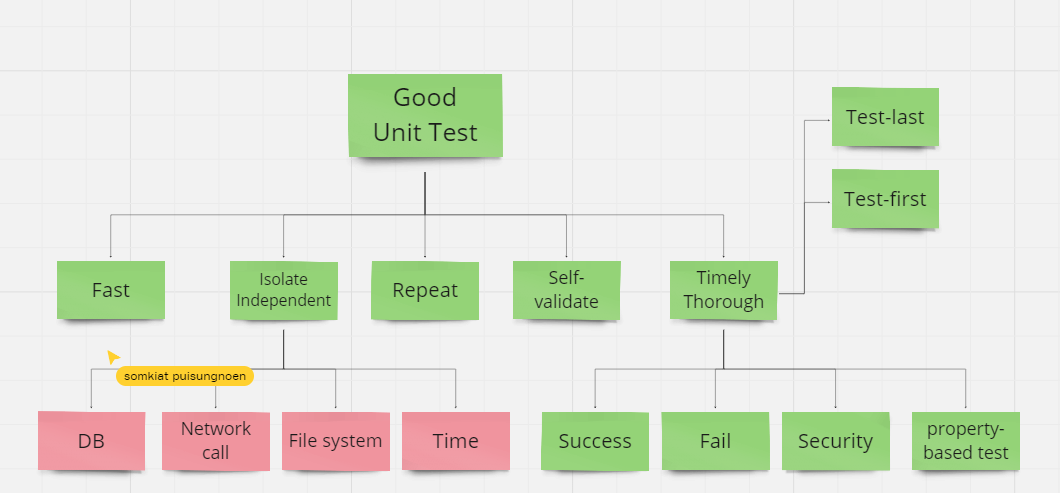 Good
Unit Test
Test-last
Test-first
Fast
Isolate
Independent
Repeat
Self-
validate
Timely
Thorough
somkiat puisungnoen
DB
Network
call
File system
Time
Success
Fail
Security
property-
based test